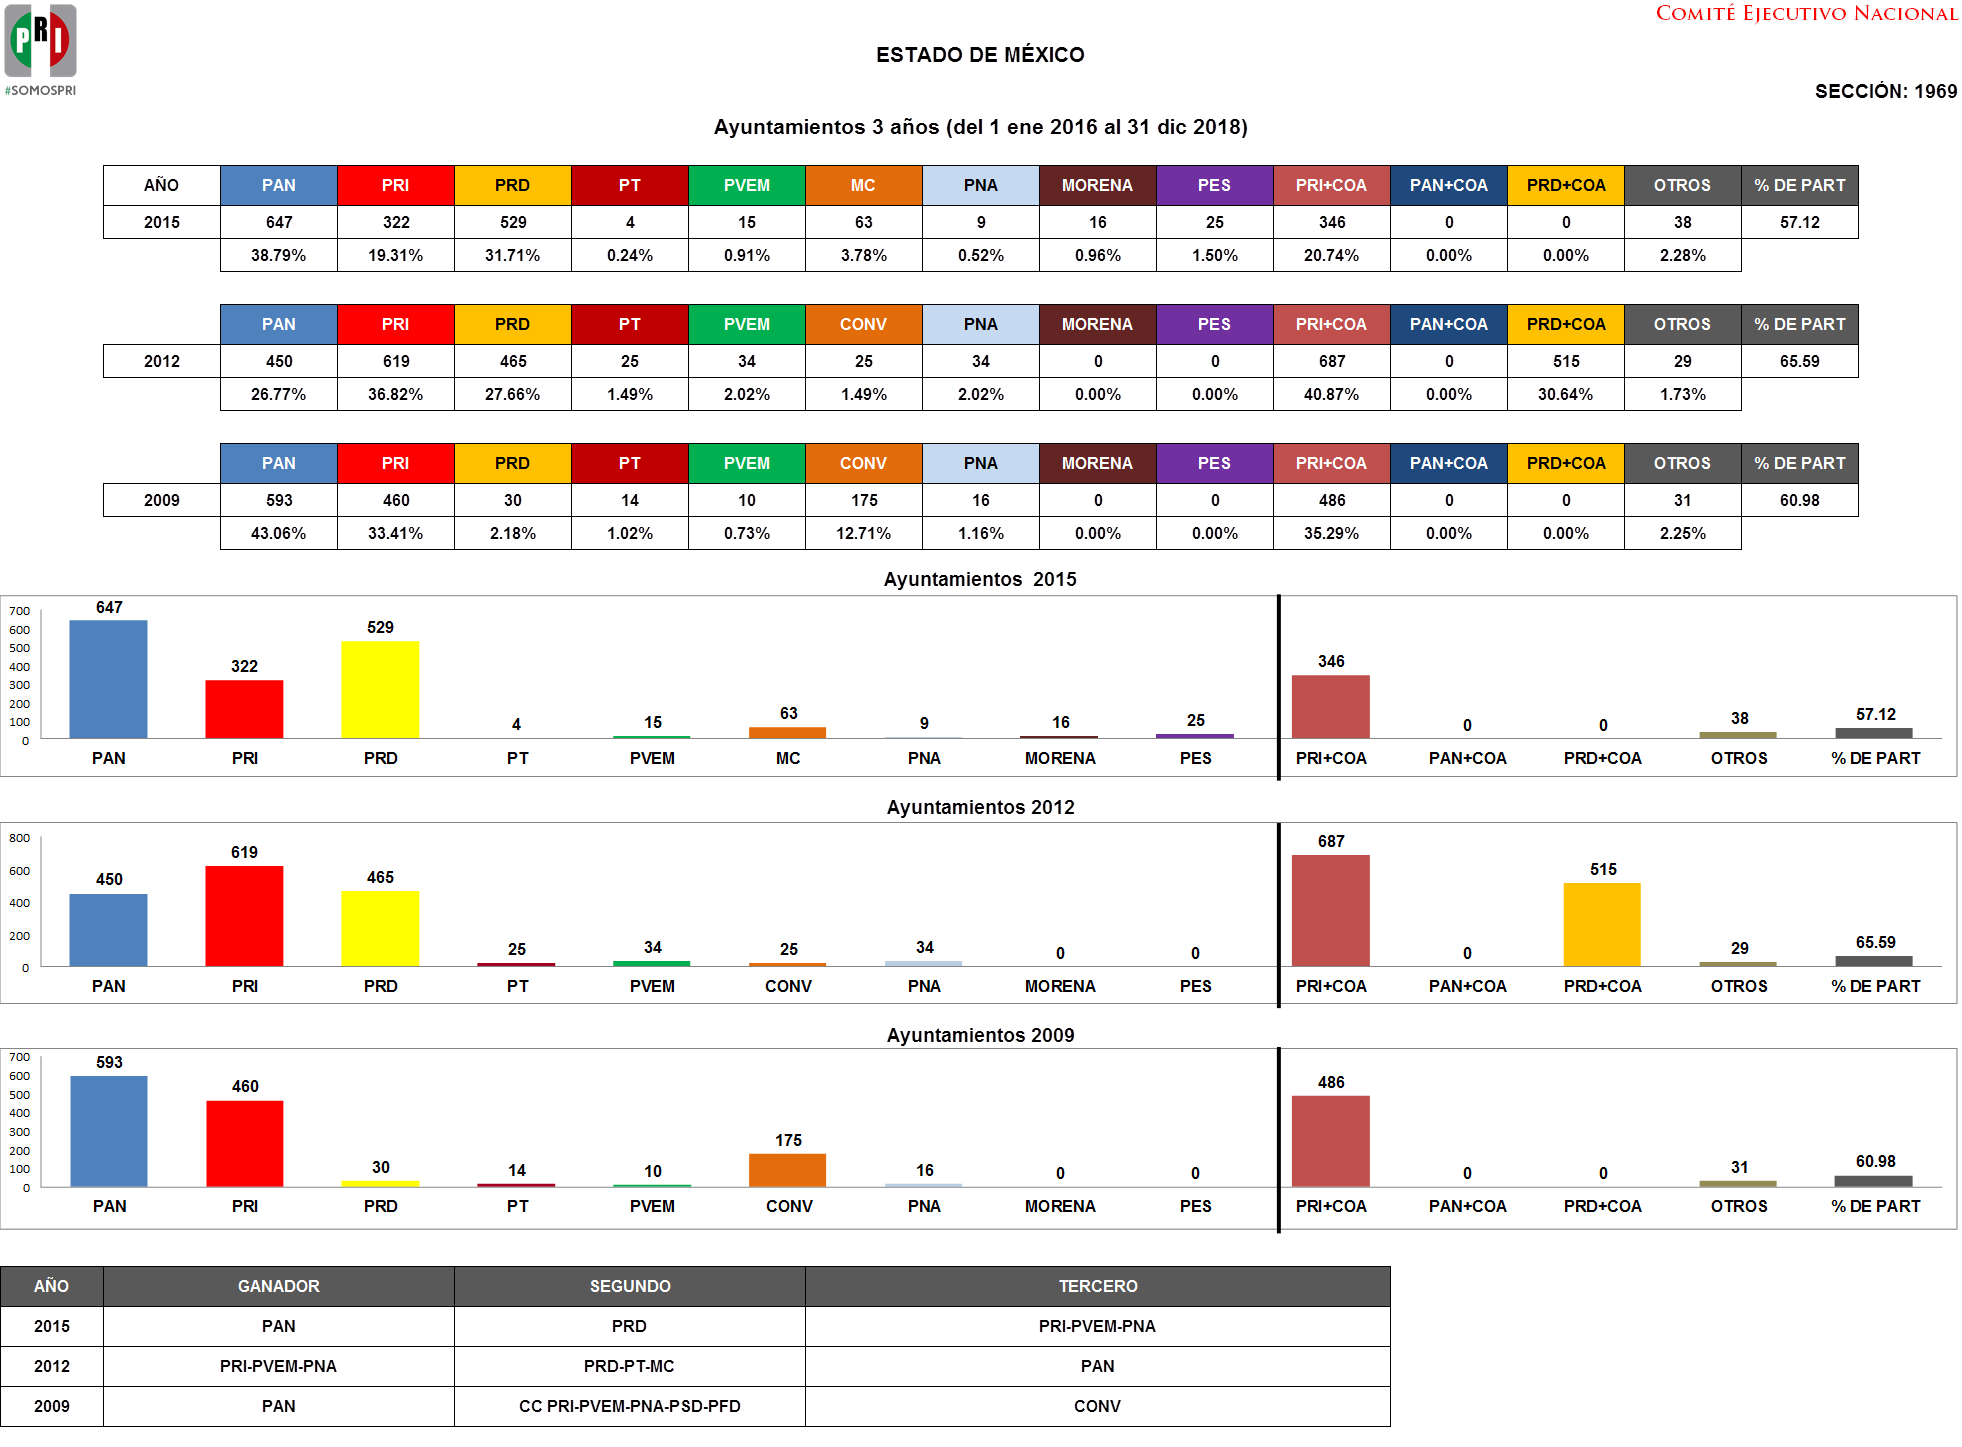 PRI
#SOMOSPRI
COMITÉ EJECUTIVO NACIONAL
ESTADO DE MÉXICO
SECCIÓN: 1969
Ayuntamientos 3 años (del 1 ene 2016 al 31 dic 2018)
AÑO PAN PRI PRD PT PVEM MC PNA MORENA PES PRI+COA PAN+COA PRD+COA OTROS % DE PART
2015 647 322 529 4 15 63 9 16 25 346 0 0 38 57.12
38.79% 19.31% 31.71% 0.24% 0.91% 3.78% 0.52% 0.96% 1.50% 20.74% 0.00% 0.00% 2.28%
PAN PRI PRD PT PVEM CONV PNA MORENA PES PRI+COA PAN+COA PRD+COA OTROS % DE PART
2012 450 619 465 25 34 25 34 0 0 687 0 515 29 65.59
26.77% 36.82% 27.66% 1.49% 2.02% 1.49% 2.02% 0.00% 0.00% 40.87% 0.00% 30.64% 1.73%
PAN PRI PRD PT PVEM CONV PNA MORENA PES PRI+COA PAN+COA PRD+COA OTROS % DE PART
2009 593 460 30 14 10 175 16 0 0 486 0 0 31 60.98
43.06% 33.41% 2.18% 1.02% 0.73% 12.71% 1.16% 0.00% 0.00% 35.29% 0.00% 0.00% 2.25%
Ayuntamientos 2015
700
600
500
400
300
200
100
0
647 322 529 4 15 63 9 16 25 346 0 0 38 57.12
PAN PRI PRD PT PVEM MC PNA MORENA PES PRI+COA PAN+COA PRD+COA OTROS % DE PART
Ayuntamientos 2012
800
600
400
200
0
450 619 465 25 34 25 34 0 0 687 0 515 29 65.59
PAN PRI PRD PT PVEM CONV PNA MORENA PES PRI+COA PAN+COA PRD+COA OTROS % DE PART
Ayuntamientos 2009
700
600
500
400
300
200
100
0
593 460 30 14 10 175 16 0 0 486 0 0 31 60.98
PAN PRI PRD PT PVEM CONV PNA MORENA PES PRI+COA PAN+COA PRD+COA OTROS % DE PART
AÑO GANADOR SEGUNDO TERCERO
2015 PAN PRD PRI-PVEM-PNA
2012 PRI-PVEM-PNA PRD-PT-MC PAN
2009 PAN CC PRI-PVEM-PNA-PSD-PFD CONV